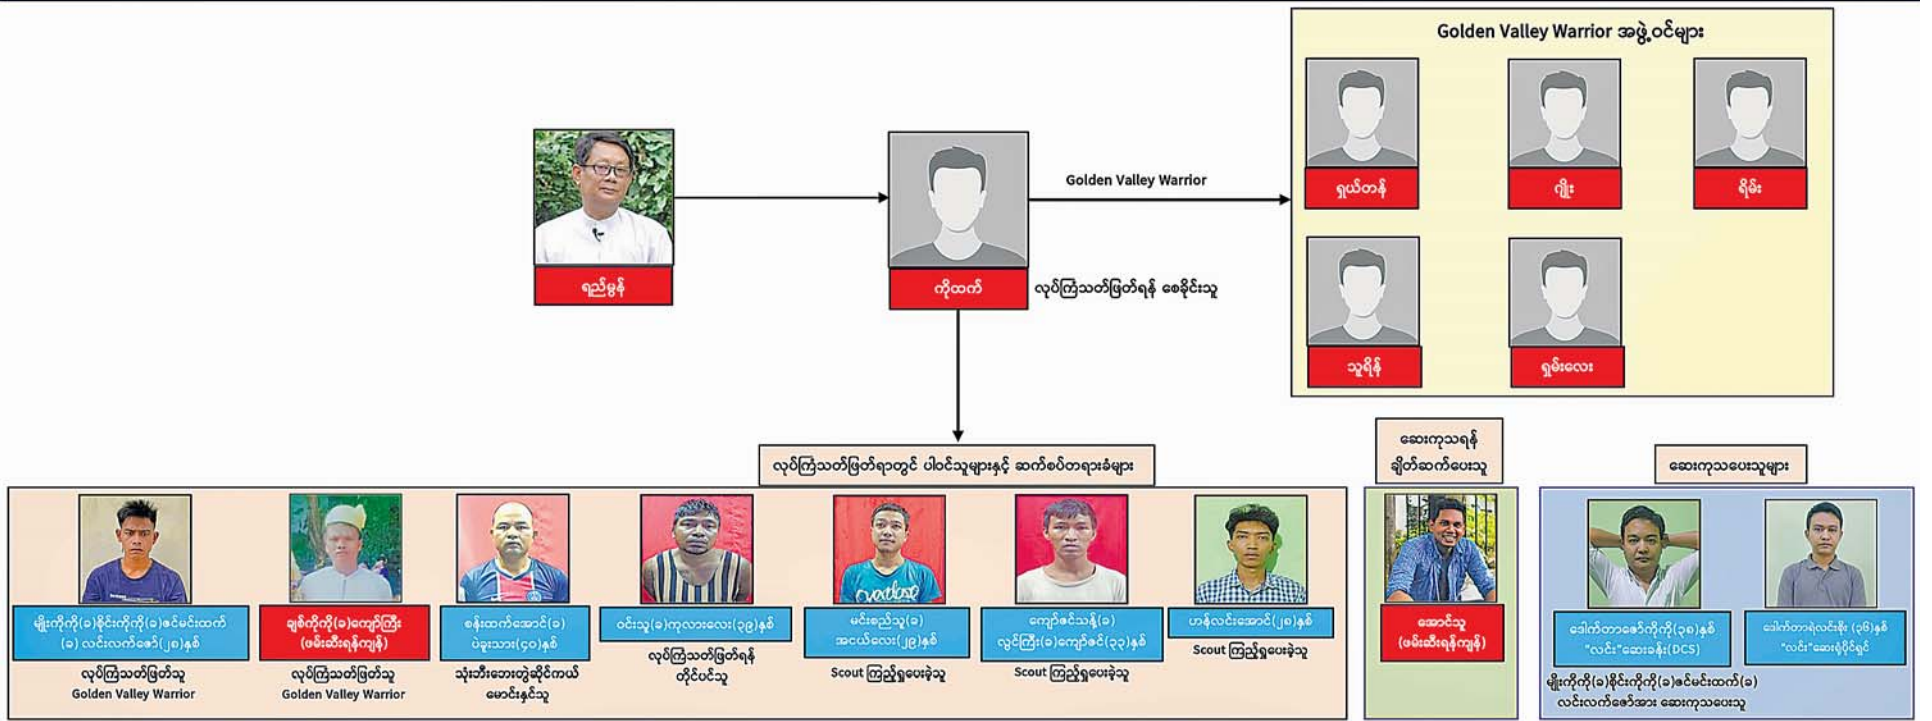 Golden Valley Warrior အဖွဲ့ဝင်များ
ရှယ်တန်
ဂျိုး
ရိမ်း
သူရိန်
ရှမ်းလေး
Golden Valley Warrior
ရည်မွန်
ကိုထက်
လုပ်ကြံသတ်ဖြတ်ရန် စေခိုင်းသူ
လုပ်ကြံသတ်ဖြတ်ရာတွင် ပါဝင်သူများနှင့် ဆက်စပ်တရားခံများ
မျိုးကိုကို(ခ)စိုင်းကိုကို(ခ)ဇင်မင်းထက်
(ခ) လင်းလက်ဇော်(၂၈)နှစ်
လုပ်ကြံသတ်ဖြတ်သူ
Golden Valley Warrior
ချစ်ကိုကို(ခ)ကျော်ကြီး
(ဖမ်းဆီးရန်ကျန်)
လုပ်ကြံသတ်ဖြတ်သူ
Golden Valley Warrior
စန်းထက်အောင်(ခ)
ပဲခူးသား(၄၀)နှစ်
သုံးဘီးဘေးတွဲဆိုင်ကယ်
မောင်းနှင်သူ
ဝင်းသူ(ခ)ကုလားလေး(၃၉)နှစ်
လုပ်ကြံသတ်ဖြတ်ရန်
တိုင်ပင်သူ
မင်းစည်သူ(ခ)
အငယ်လေး(၂၉)နှစ်
Scout ကြည့်ရှုပေးခဲ့သူ
ကျော်ဇင်သန့်(ခ)
လွင်ကြီး(ခ)ကျော်ဇင်(၃၃)နှစ်
Scout ကြည့်ရှုပေးခဲ့သူ
ဟန်လင်းအောင်(၂၈)နှစ်
Scout ကြည့်ရှုပေးခဲ့သူ
ဆေးကုသရန်
ချိတ်ဆက်ပေးသူ
အောင်သူ
(ဖမ်းဆီးရန်ကျန်)
ဆေးကုသပေးသူများ
ဒေါက်တာဇော်ကိုကို(၃၈)နှစ်
"လင်း"ဆေးခန်း(DCS)
မျိုးကိုကို(ခ)စိုင်းကိုကို(ခ)ဇင်မင်းထက်(ခ)
လင်းလက်ဇော်အား ဆေးကုသပေးသူ
ဒေါက်တာရဲလင်းစိုး (၃၆)နှစ်
"လင်း"ဆေးရုံပိုင်ရှင်